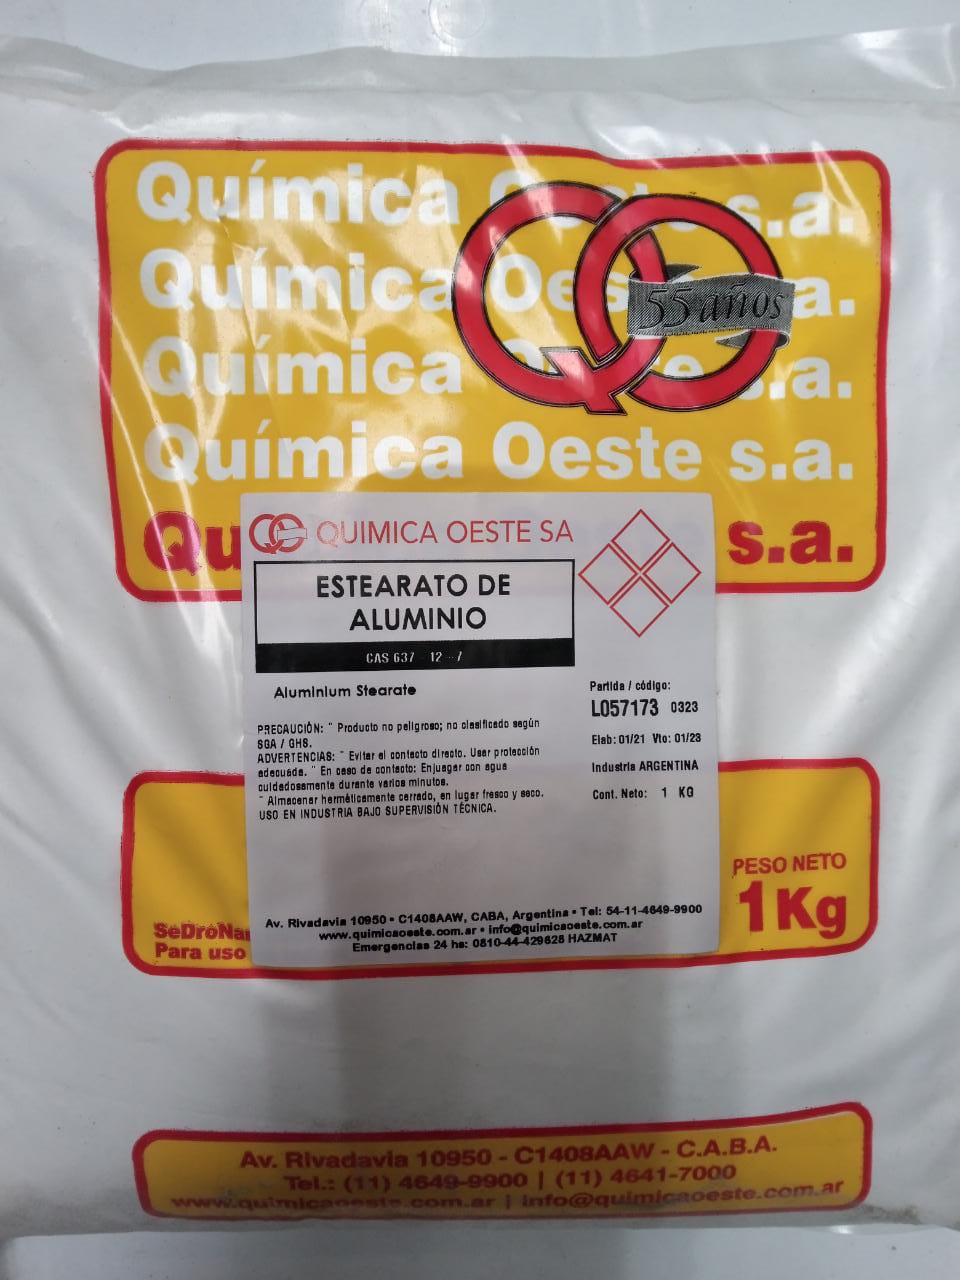 Química Oeste s.a.
Química Oeste s.a.
55 años
Química Oeste s.a.
Química Oeste s.a.
s.a.
QO QUIMICA OESTE SA
ESTEARATO DE
ALUMINIO
CAS 637 - 12 - 7
Aluminium Stearate
PRECAUCIÓN: " Producto no peligroso; no clasificado según
SGA / GHS.
ADVERTENCIAS: " Evitar el contacto directo. Usar protección
adecuada. " En caso de contacto: Enjuagar con agua
cuidadosamente durante varios minutos.
" Almacenar herméticamente cerrado, en lugar fresco y seco.
USO EN INDUSTRIA BAJO SUPERVISIÓN TÉCNICA.
Partida / código:
L057173 0323
Elab: 01/21 Vto: 01/23
Industria ARGENTINA
Cont. Neto: 1 KG
Av. Rivadavia 10950 • C1408AAW, CABA, Argentina • Tel: 54-11-4649-9900
www.quimicaoeste.com.ar • info@quimicaoeste.com.ar
Emergencias 24 hs: 0810-44-429628 HAZMAT
PESO NETO
1Kg
SeDroNar
Para uso
Av. Rivadavia 10950 - C1408AAW - C.A.B.A.
Tel.: (11) 4649-9900 | (11) 4641-7000
www.quimicaoeste.com.ar | info@quimicaoeste.com.ar